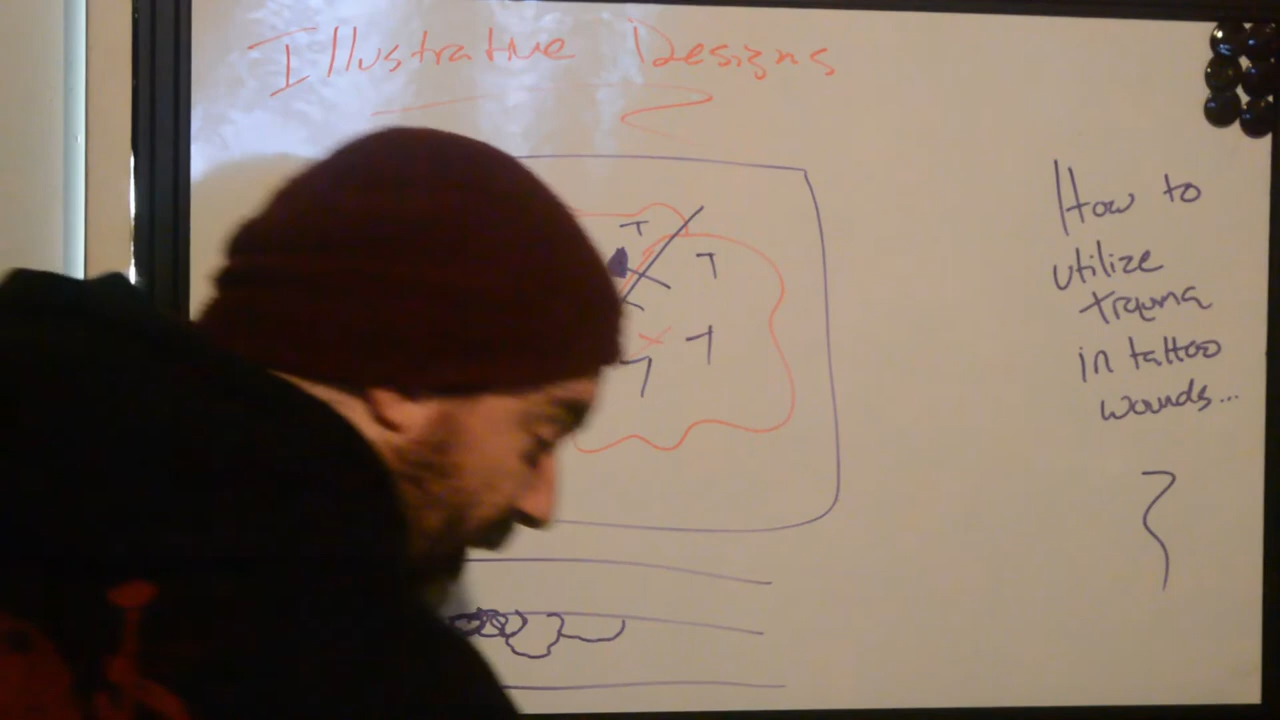 Illustrative Designs
How to
utilize
trauma
in tattoo
wounds...